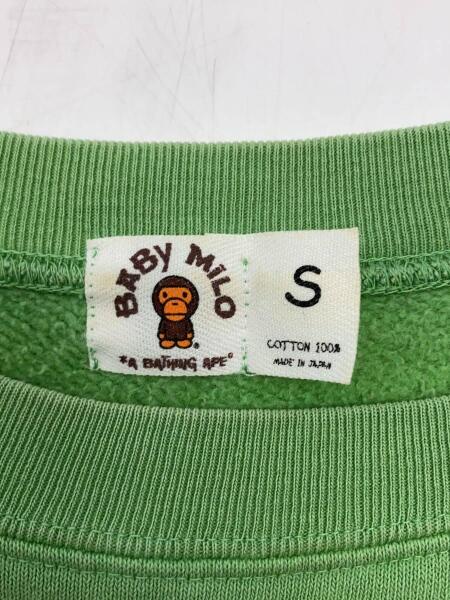 BABY MILO
®
*A BATHING APE®
S
COTTON 100%
MADE IN JAPAN